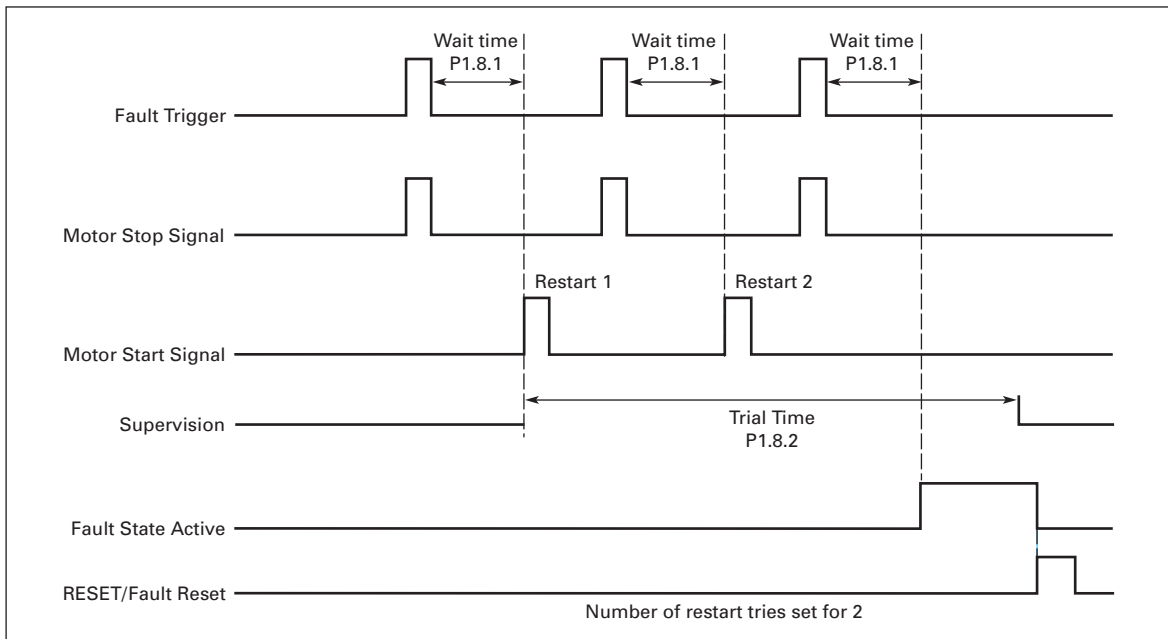 Wait time
P1.8.1
Wait time
P1.8.1
Wait time
P1.8.1
Fault Trigger
Motor Stop Signal
Restart 1
Restart 2
Motor Start Signal
Supervision
Trial Time
P1.8.2
Fault State Active
RESET/Fault Reset
Number of restart tries set for 2